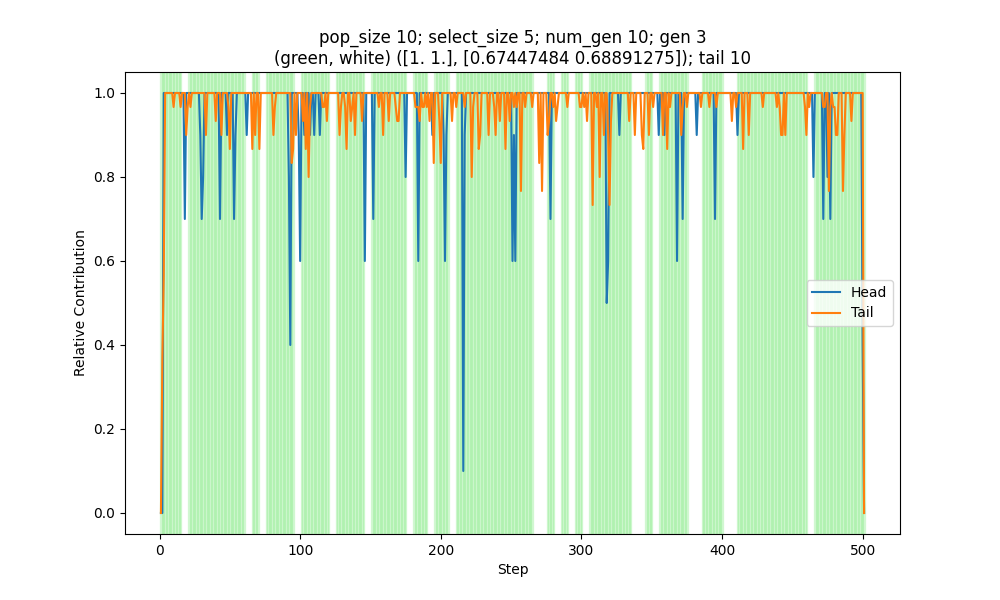 pop_size 10; select_size 5; num_gen 10; gen 3
(green, white) ([1. 1.], [0.67447484 0.68891275]); tail 10
1.0
0.8
0.6
0.4
0.2
0.0
Relative Contribution
Head
Tail
0 100 200 300 400 500
Step